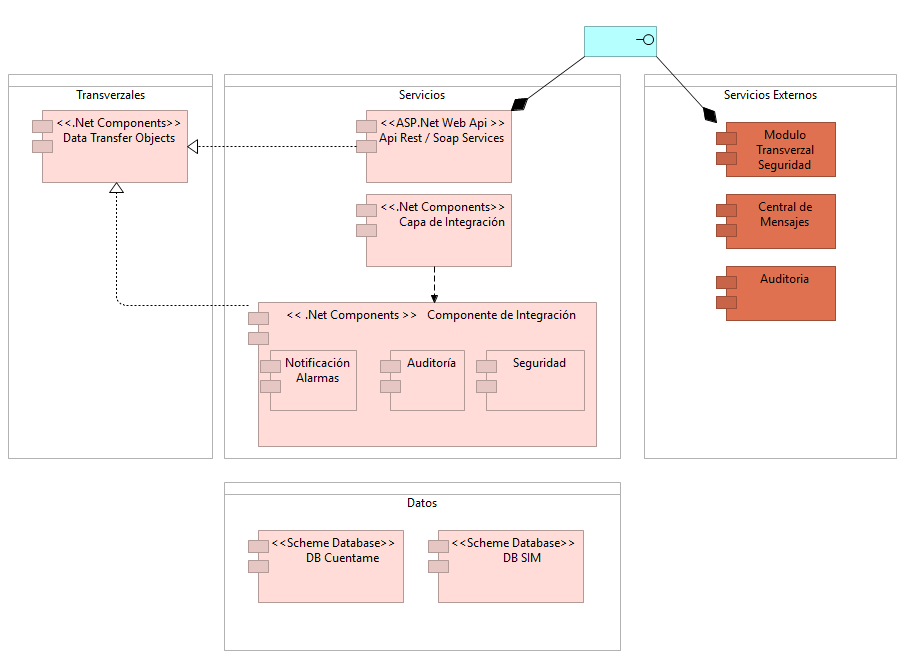 Transverzales
<<.Net Components>>
Data Transfer Objects
Servicios
<<ASP.Net Web Api >>
Api Rest / Soap Services
<<.Net Components>>
Capa de Integración
<< .Net Components >>   Componente de Integración
Notificación
Alarmas
Auditoría
Seguridad
Servicios Externos
Modulo
Transverzal
Seguridad
Central de
Mensajes
Auditoria
Datos
<<Scheme Database>>
DB Cuentame
<<Scheme Database>>
DB SIM